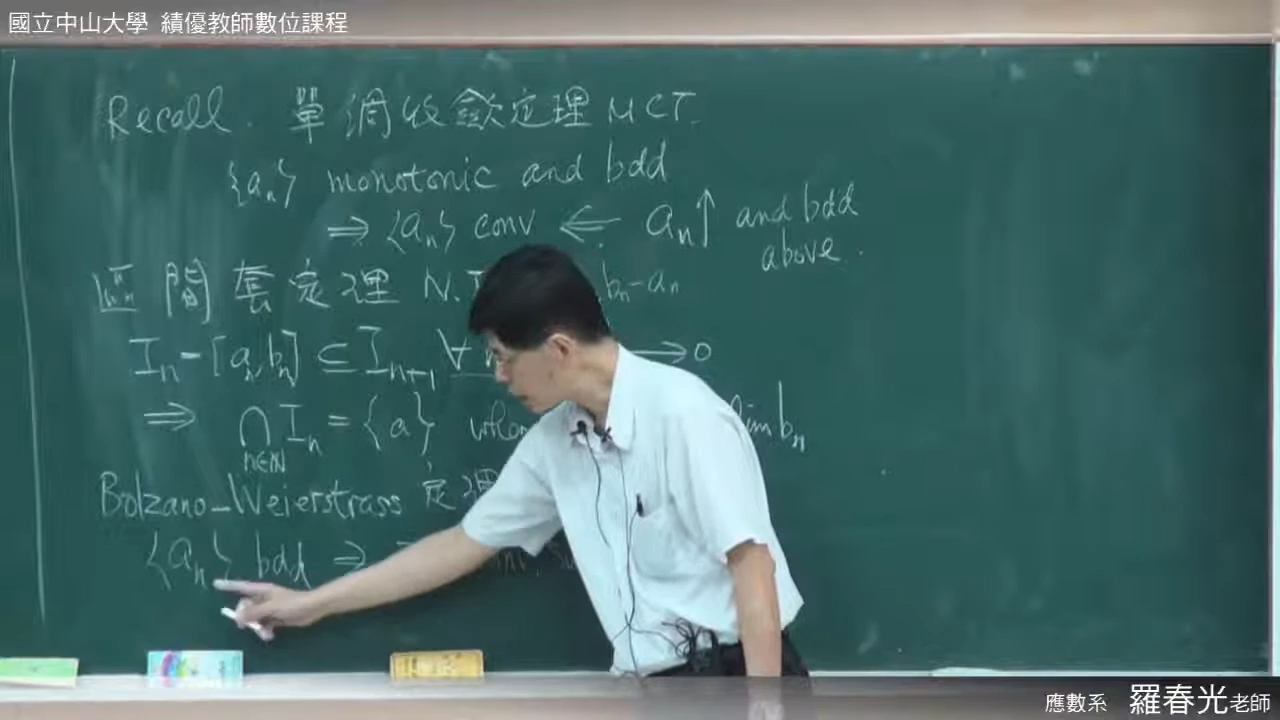 國立中山大學 績優教師數位課程
Recall. 單調收斂定理 MCT.
{aₙ} monotonic and bdd
⇒ {aₙ} conv ⇐ aₙ↑ and bdd
above.
區間套定理 N.I bₙ-aₙ
Iₙ=[aₙ,bₙ] ⊆ Iₙ₊₁ ∀ n → 0
⇒ ∩ Iₙ = {a} lim bₙ
n∈ℕ
Bolzano-Weierstrass 定理
{aₙ} bdd ⇒
應數系 羅春光老師